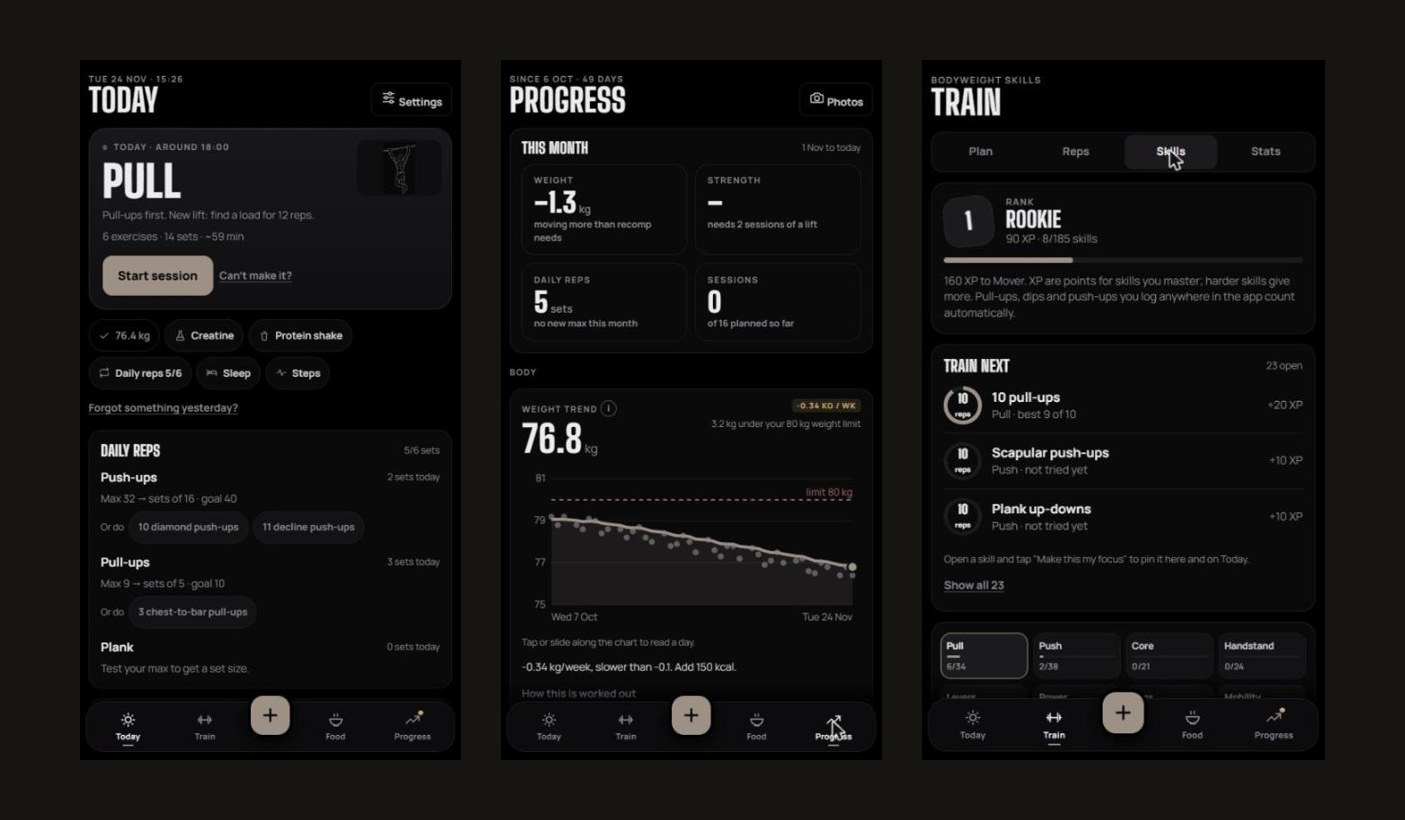 TUE 24 NOV · 15:26
TODAY
Settings
TODAY · AROUND 18:00
PULL
Pull-ups first. New lift: find a load for 12 reps.
6 exercises · 14 sets · ~59 min
Start session
Can't make it?
76.4 kg
Creatine
Protein shake
Daily reps 5/6
Sleep
Steps
Forgot something yesterday?
DAILY REPS
5/6 sets
Push-ups
2 sets today
Max 32 → sets of 16 · goal 40
Or do
10 diamond push-ups
11 decline push-ups
Pull-ups
3 sets today
Max 9 → sets of 5 · goal 10
Or do
3 chest-to-bar pull-ups
Plank
0 sets today
Test your max to get a set size.
Today
Train
+
Food
Progress
SINCE 6 OCT · 49 DAYS
PROGRESS
Photos
THIS MONTH
1 Nov to today
WEIGHT
−1.3 kg
moving more than recomp
needs
STRENGTH
–
needs 2 sessions of a lift
DAILY REPS
5 sets
no new max this month
SESSIONS
0
of 16 planned so far
BODY
WEIGHT TREND
i
76.8 kg
-0.34 KG / WK
3.2 kg under your 80 kg weight limit
81
limit 80 kg
79
77
75
Wed 7 Oct
Tue 24 Nov
Tap or slide along the chart to read a day.
-0.34 kg/week, slower than -0.1. Add 150 kcal.
How this is worked out
Today
Train
+
Food
Progress
BODYWEIGHT SKILLS
TRAIN
Plan
Reps
Skills
Stats
1
RANK
ROOKIE
90 XP · 8/185 skills
160 XP to Mover. XP are points for skills you master; harder skills give
more. Pull-ups, dips and push-ups you log anywhere in the app count
automatically.
TRAIN NEXT
23 open
10
reps
10 pull-ups
Pull · best 9 of 10
+20 XP
10
reps
Scapular push-ups
Push · not tried yet
+10 XP
10
reps
Plank up-downs
Push · not tried yet
+10 XP
Open a skill and tap "Make this my focus" to pin it here and on Today.
Show all 23
Pull
6/34
Push
2/38
Core
0/21
Handstand
0/24
Today
Train
+
Food
Progress